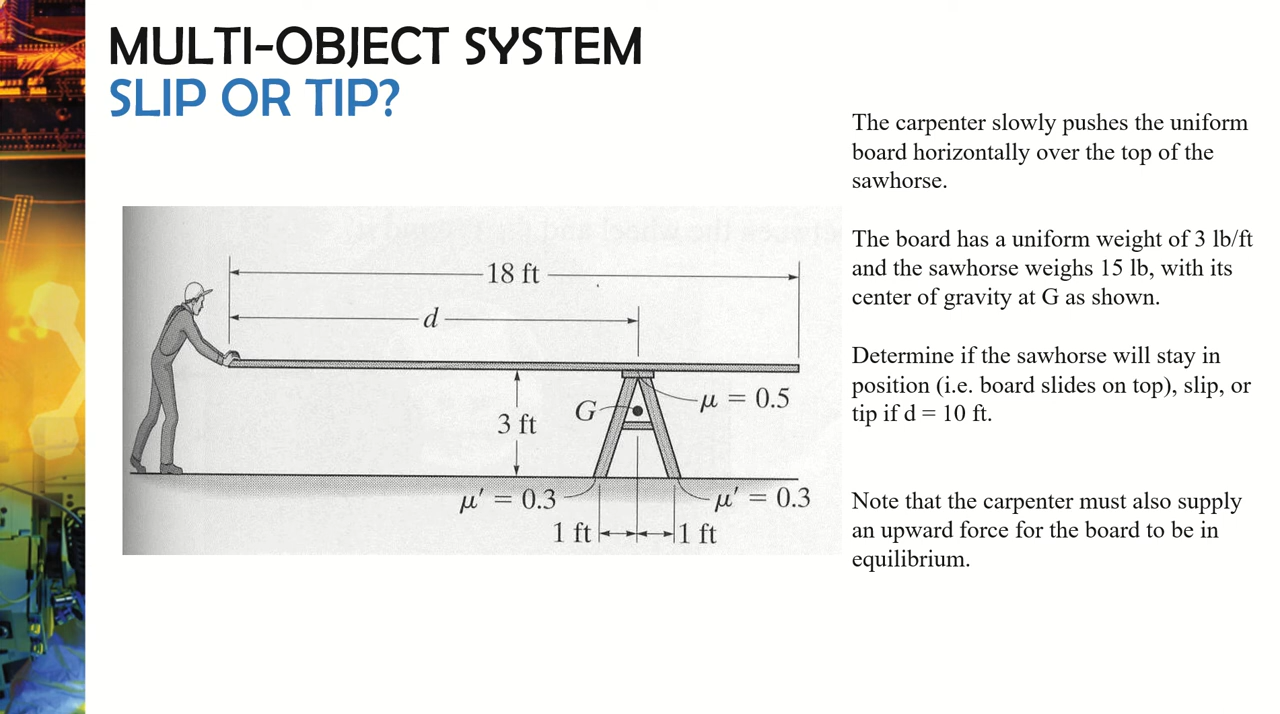 MULTI-OBJECT SYSTEM
SLIP OR TIP?
The carpenter slowly pushes the uniform
board horizontally over the top of the
sawhorse.
The board has a uniform weight of 3 lb/ft
and the sawhorse weighs 15 lb, with its
center of gravity at G as shown.
Determine if the sawhorse will stay in
position (i.e. board slides on top), slip, or
tip if d = 10 ft.
Note that the carpenter must also supply
an upward force for the board to be in
equilibrium.
18 ft
d
G
μ = 0.5
3 ft
μ' = 0.3
μ' = 0.3
1 ft
1 ft